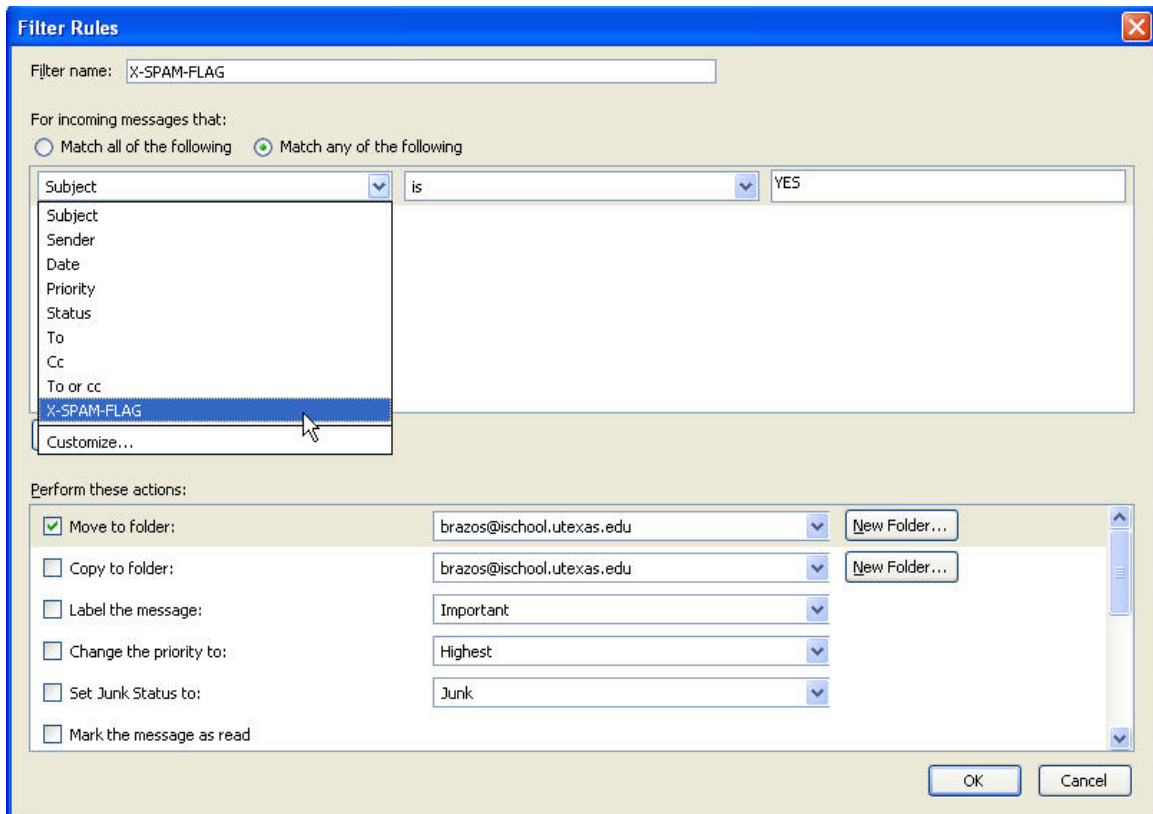 Filter Rules
Filter name: X-SPAM-FLAG
For incoming messages that:
Match all of the following Match any of the following
Subject is YES
Subject
Sender
Date
Priority
Status
To
Cc
To or cc
X-SPAM-FLAG
Customize...
Perform these actions:
Move to folder: brazos@ischool.utexas.edu New Folder...
Copy to folder: brazos@ischool.utexas.edu New Folder...
Label the message: Important
Change the priority to: Highest
Set Junk Status to: Junk
Mark the message as read
OK Cancel